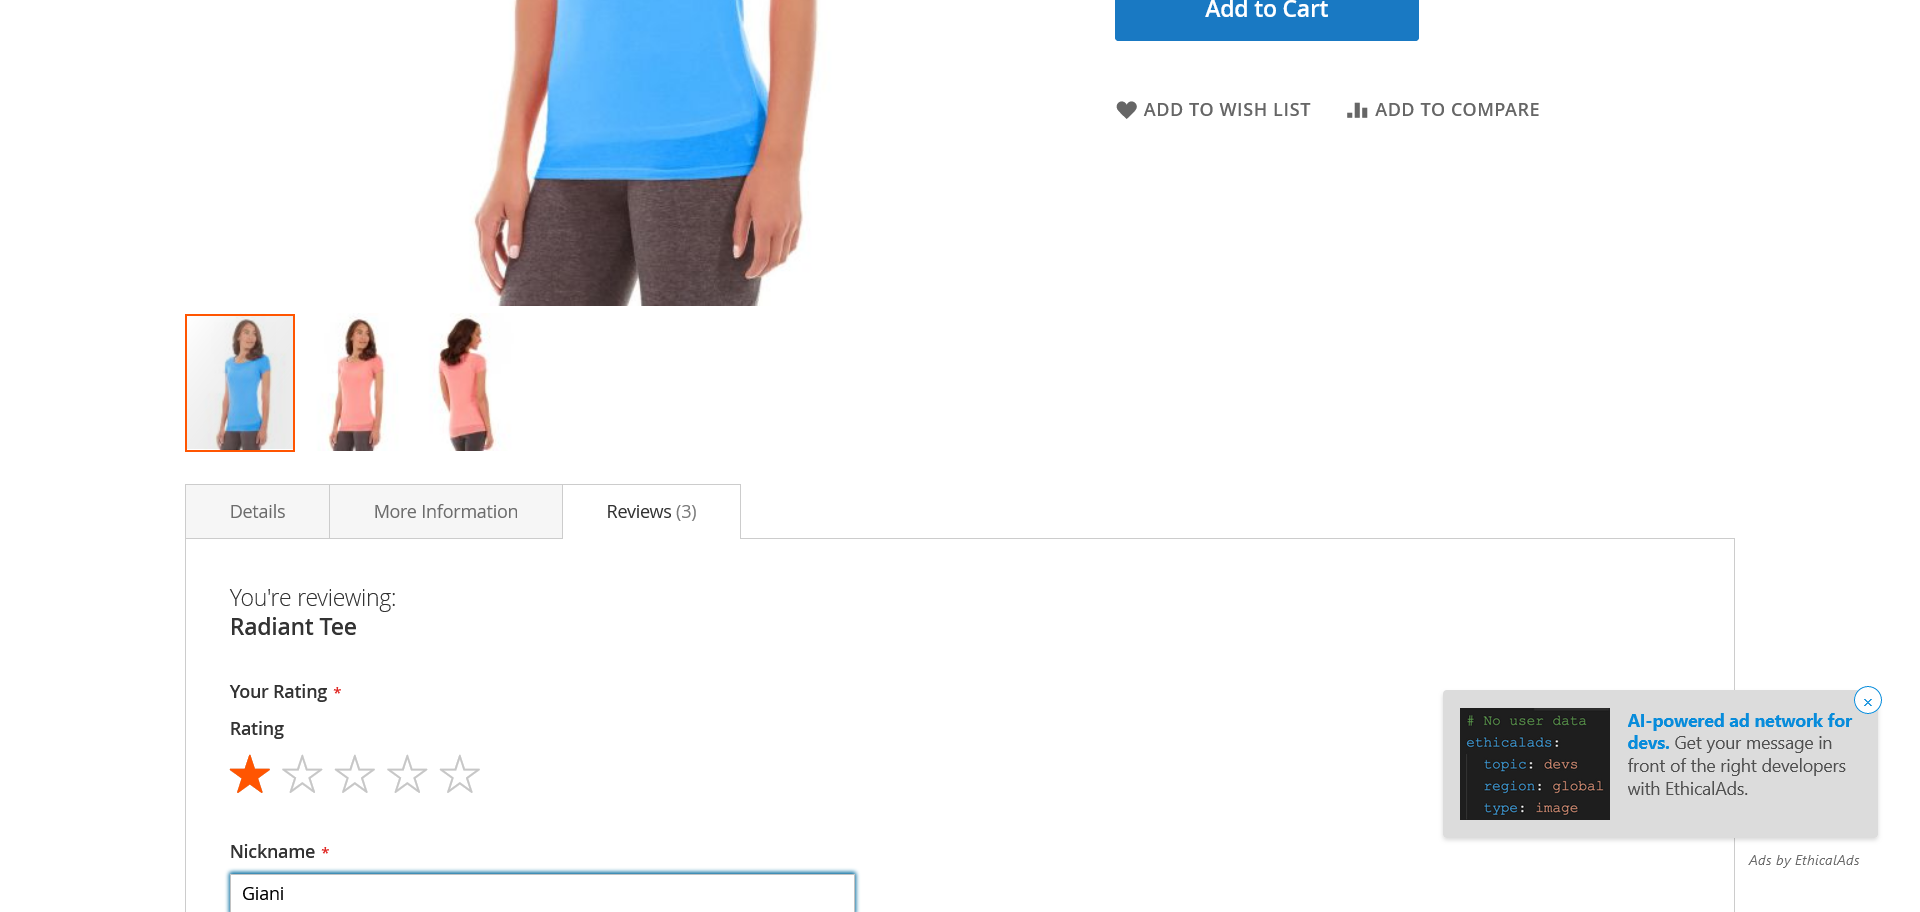 Add to Cart
ADD TO WISH LIST
ADD TO COMPARE
Details
More Information
Reviews (3)
You're reviewing:
Radiant Tee
Your Rating *
Rating
Nickname *
Giani
# No user data
ethicalads:
topic: devs
region: global
type: image
×
AI-powered ad network for
devs. Get your message in
front of the right developers
with EthicalAds.
Ads by EthicalAds